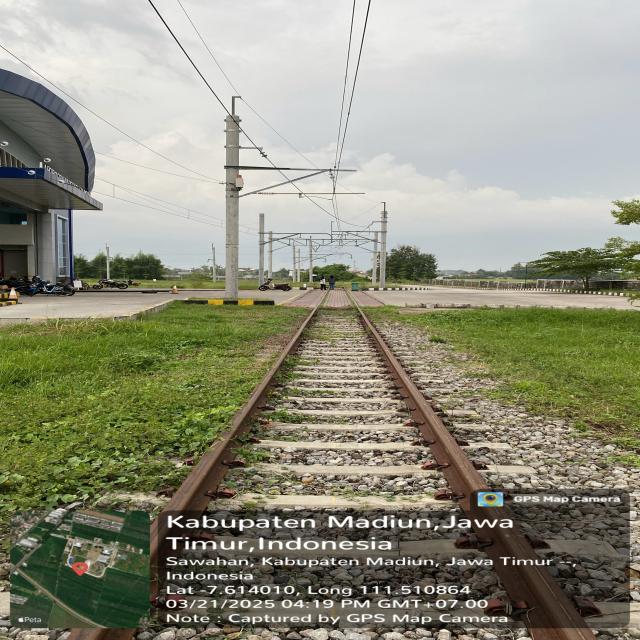 GPS Map Camera
Kabupaten Madiun,Jawa
Timur,Indonesia
Sawahan, Kabupaten Madiun, Jawa Timur --,
Indonesia
Lat -7.614010, Long 111.510864
03/21/2025 04:19 PM GMT+07.00
Note : Captured by GPS Map Camera
Peta